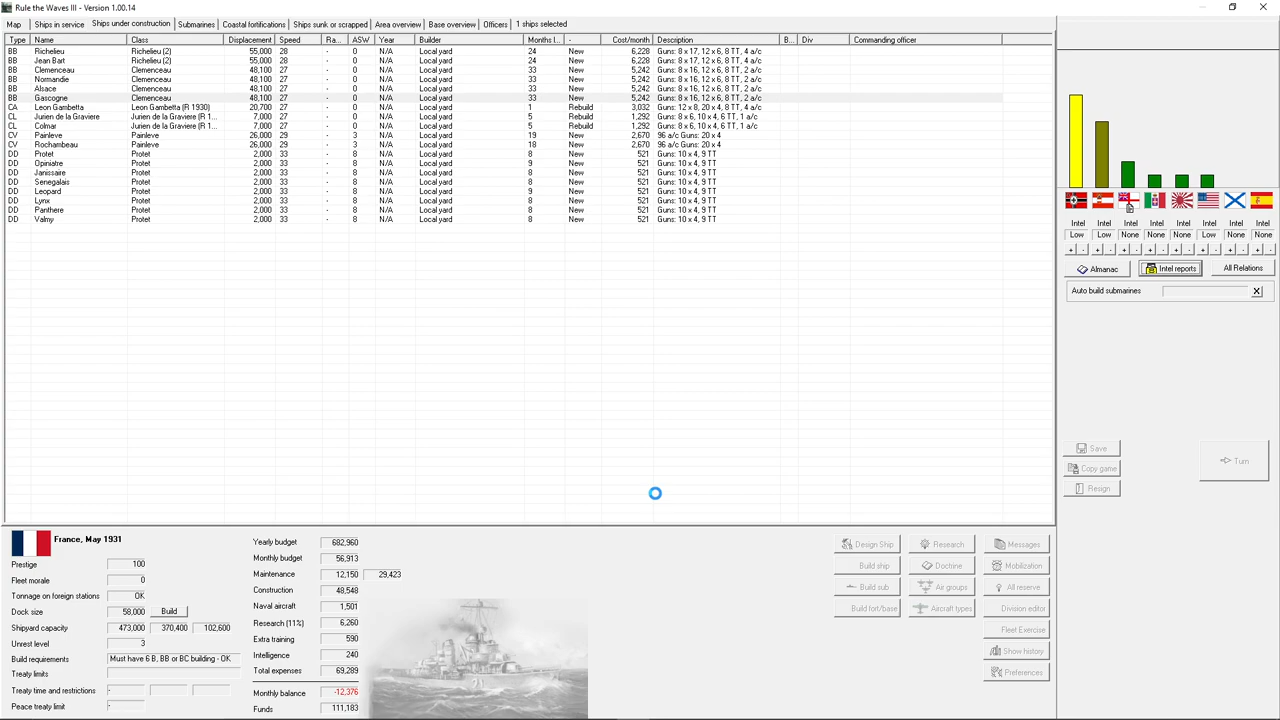 Rule the Waves III - Version 1.00.14
Map Ships in service Ships under construction Submarines Coastal fortifications Ships sunk or scrapped Area overview Base overview Officers 1 ships selected
Type Name Class Displacement Speed Ra... ASW Year Builder Months l... - Cost/month Description B... Div Commanding officer
BB Richelieu Richelieu (2) 55,000 28 - 0 N/A Local yard 24 New 6,228 Guns: 8 x 17, 12 x 6, 8 TT, 4 a/c
BB Jean Bart Richelieu (2) 55,000 28 - 0 N/A Local yard 24 New 6,228 Guns: 8 x 17, 12 x 6, 8 TT, 4 a/c
BB Clemenceau Clemenceau 48,100 27 - 0 N/A Local yard 33 New 5,242 Guns: 8 x 16, 12 x 6, 8 TT, 2 a/c
BB Normandie Clemenceau 48,100 27 - 0 N/A Local yard 33 New 5,242 Guns: 8 x 16, 12 x 6, 8 TT, 2 a/c
BB Alsace Clemenceau 48,100 27 - 0 N/A Local yard 33 New 5,242 Guns: 8 x 16, 12 x 6, 8 TT, 2 a/c
BB Gascogne Clemenceau 48,100 27 - 0 N/A Local yard 33 New 5,242 Guns: 8 x 16, 12 x 6, 8 TT, 2 a/c
CA Leon Gambetta Leon Gambetta (R 1930) 20,700 27 - 0 N/A Local yard 1 Rebuild 3,032 Guns: 12 x 8, 20 x 4, 8 TT, 1 a/c
CL Jurien de la Graviere Jurien de la Graviere (R 1... 7,000 27 - 0 N/A Local yard 5 Rebuild 1,292 Guns: 8 x 6, 10 x 4, 6 TT, 1 a/c
CL Colmar Jurien de la Graviere (R 1... 7,000 27 - 0 N/A Local yard 5 Rebuild 1,292 Guns: 8 x 6, 10 x 4, 6 TT, 1 a/c
CV Painleve Painleve 26,000 29 - 3 N/A Local yard 19 New 2,670 96 a/c Guns: 20 x 4
CV Rochambeau Painleve 26,000 29 - 3 N/A Local yard 18 New 2,670 96 a/c Guns: 20 x 4
DD Protet Protet 2,000 33 - 8 N/A Local yard 8 New 521 Guns: 10 x 4, 9 TT
DD Opiniatre Protet 2,000 33 - 8 N/A Local yard 9 New 521 Guns: 10 x 4, 9 TT
DD Janissaire Protet 2,000 33 - 8 N/A Local yard 8 New 521 Guns: 10 x 4, 9 TT
DD Senegalais Protet 2,000 33 - 8 N/A Local yard 8 New 521 Guns: 10 x 4, 9 TT
DD Leopard Protet 2,000 33 - 8 N/A Local yard 9 New 521 Guns: 10 x 4, 9 TT
DD Lynx Protet 2,000 33 - 8 N/A Local yard 8 New 521 Guns: 10 x 4, 9 TT
DD Panthere Protet 2,000 33 - 8 N/A Local yard 8 New 521 Guns: 10 x 4, 9 TT
DD Valmy Protet 2,000 33 - 8 N/A Local yard 8 New 521 Guns: 10 x 4, 9 TT
Intel Intel Intel Intel Intel Intel Intel Intel
Low Low None None None Low None None
+ - + - + - + - + - + - + - + -
Almanac Intel reports All Relations
Auto build submarines X
Save
Copy game
Turn
Resign
France, May 1931
Prestige 100
Fleet morale 0
Tonnage on foreign stations OK
Dock size 58,000 Build
Shipyard capacity 473,000 370,400 102,600
Unrest level 3
Build requirements Must have 6 B, BB or BC building - OK
Treaty limits
Treaty time and restrictions -
Peace treaty limit -
Yearly budget 682,960
Monthly budget 56,913
Maintenance 12,150 29,423
Construction 48,548
Naval aircraft 1,501
Research (11%) 6,260
Extra training 590
Intelligence 240
Total expenses 69,289
Monthly balance -12,376
Funds 111,183
Design Ship Research Messages
Build ship Doctrine Mobilization
Build sub Air groups All reserve
Build fort/base Aircraft types Division editor
Fleet Exercise
Show history
Preferences